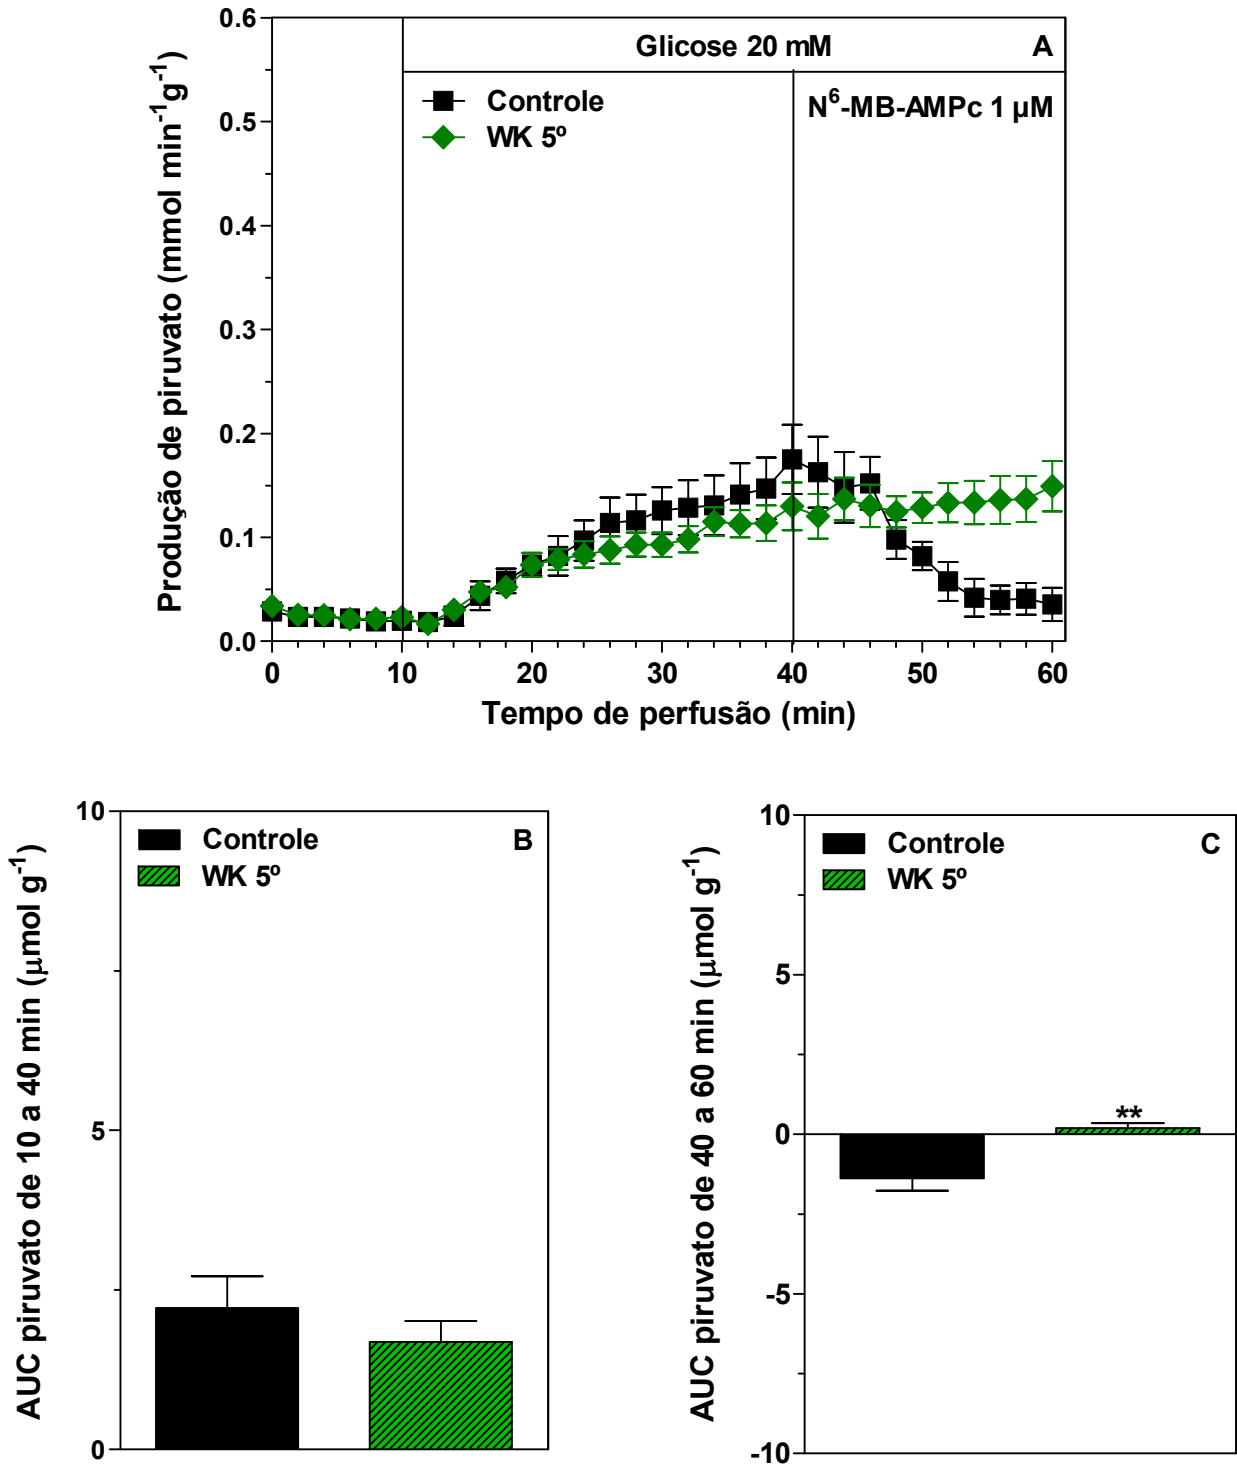 Glicose 20 mM
A
Controle
WK 5º
N⁶-MB-AMPc 1 µM
Produção de piruvato (mmol min⁻¹g⁻¹)
0.6
0.5
0.4
0.3
0.2
0.1
0.0
0 10 20 30 40 50 60
Tempo de perfusão (min)
B
Controle
WK 5º
AUC piruvato de 10 a 40 min (µmol g⁻¹)
10
5
0
C
Controle
WK 5º
AUC piruvato de 40 a 60 min (µmol g⁻¹)
10
5
0
-5
-10
**